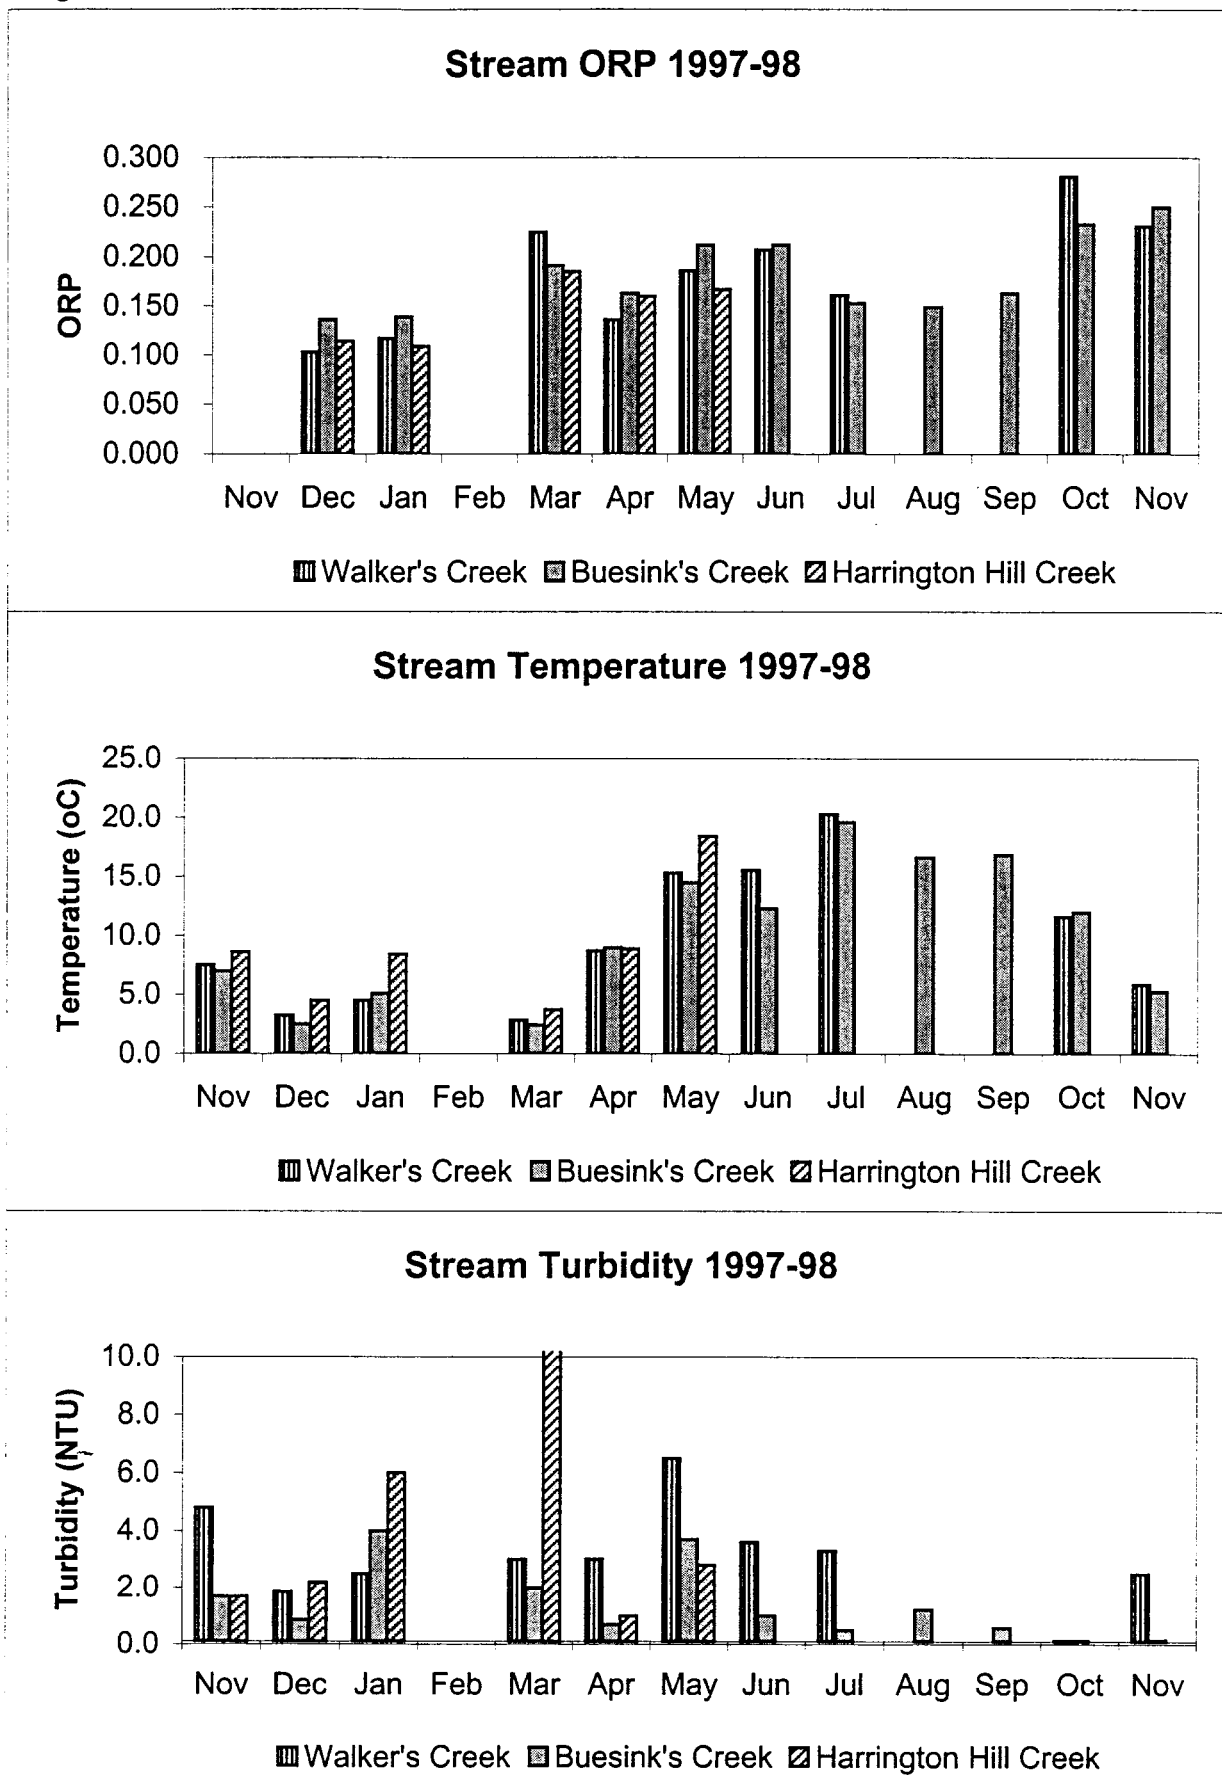 Stream ORP 1997-98
0.300
0.250
0.200
0.150
0.100
0.050
0.000
ORP
Nov Dec Jan Feb Mar Apr May Jun Jul Aug Sep Oct Nov
Walker's Creek Buesink's Creek Harrington Hill Creek
Stream Temperature 1997-98
25.0
20.0
15.0
10.0
5.0
0.0
Temperature (oC)
Nov Dec Jan Feb Mar Apr May Jun Jul Aug Sep Oct Nov
Walker's Creek Buesink's Creek Harrington Hill Creek
Stream Turbidity 1997-98
10.0
8.0
6.0
4.0
2.0
0.0
Turbidity (NTU)
Nov Dec Jan Feb Mar Apr May Jun Jul Aug Sep Oct Nov
Walker's Creek Buesink's Creek Harrington Hill Creek